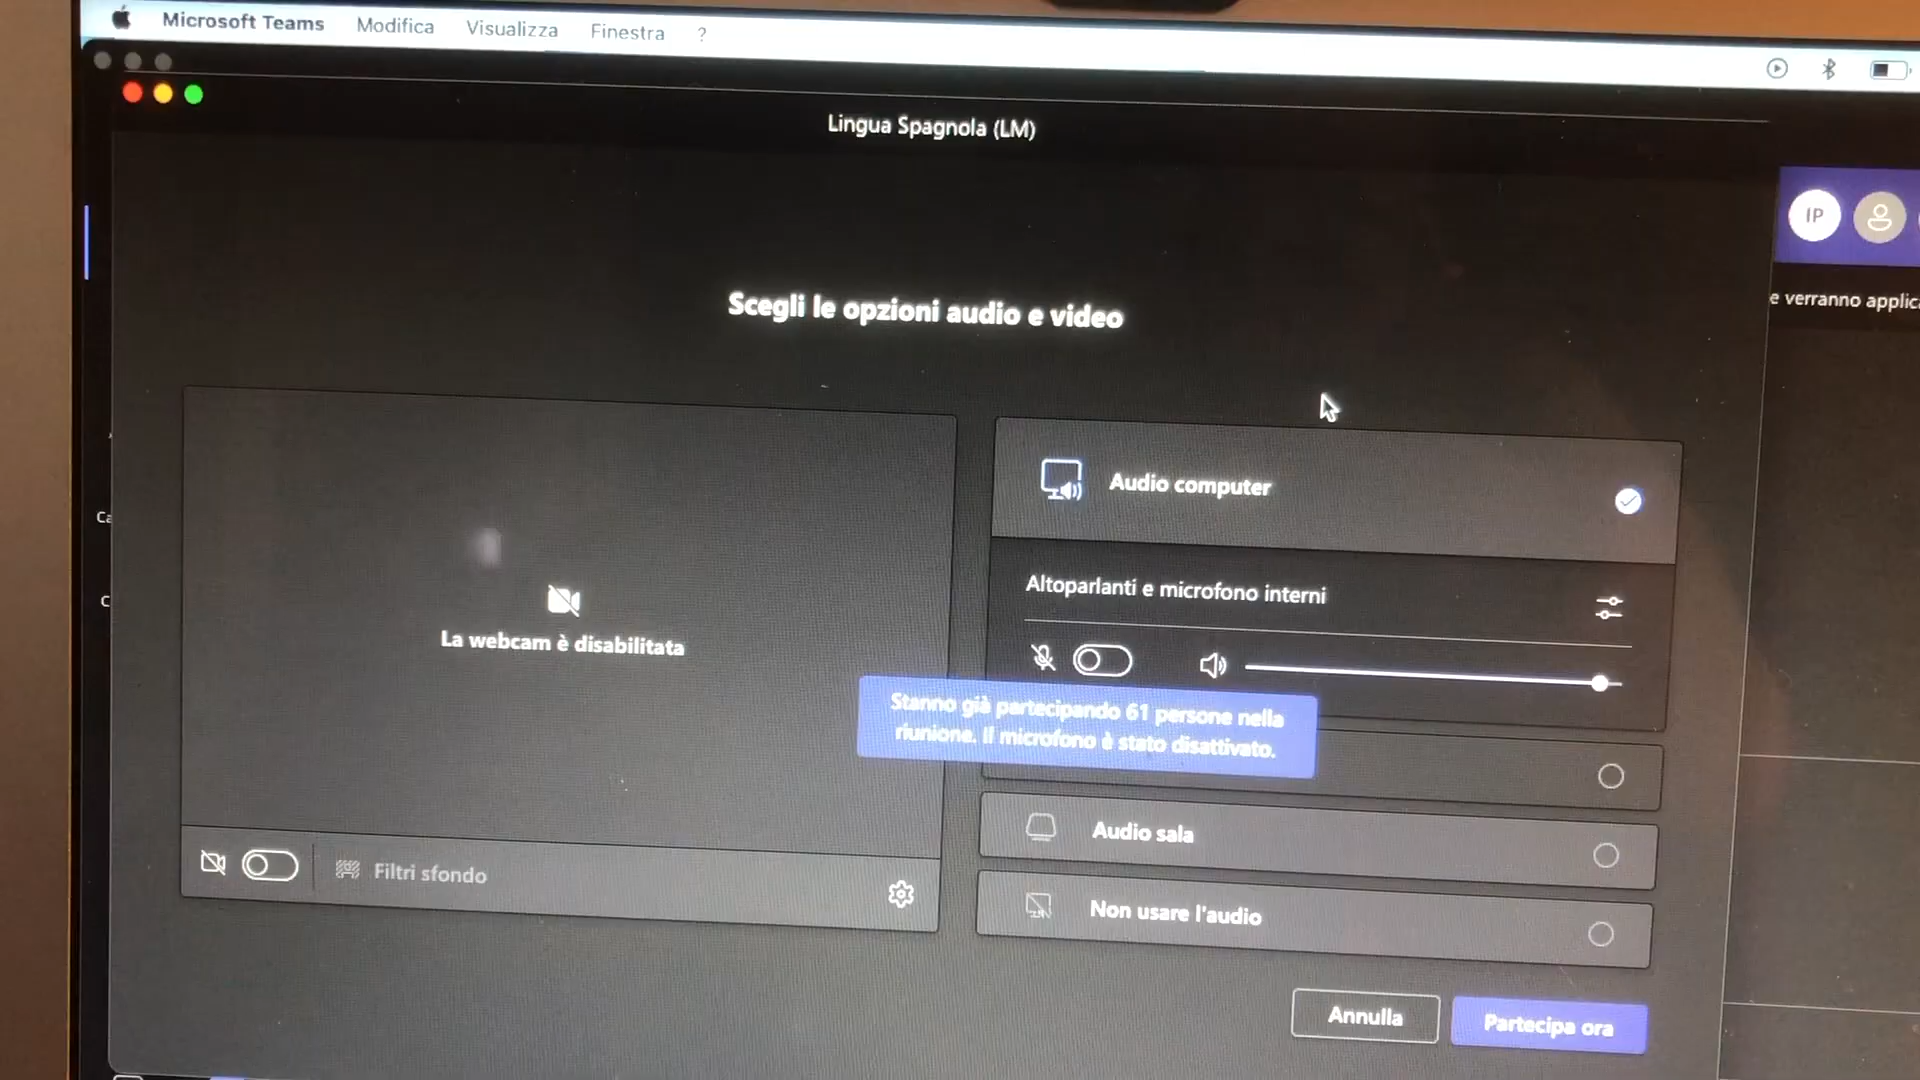 Microsoft Teams Modifica Visualizza Finestra ?
Lingua Spagnola (LM)
IP
e verranno applic
Scegli le opzioni audio e video
Audio computer
Ca
Altoparlanti e microfono interni
C
La webcam è disabilitata
Stanno già partecipando 61 persone nella
riunione. Il microfono è stato disattivato.
Audio sala
Filtri sfondo
Non usare l'audio
Annulla
Partecipa ora